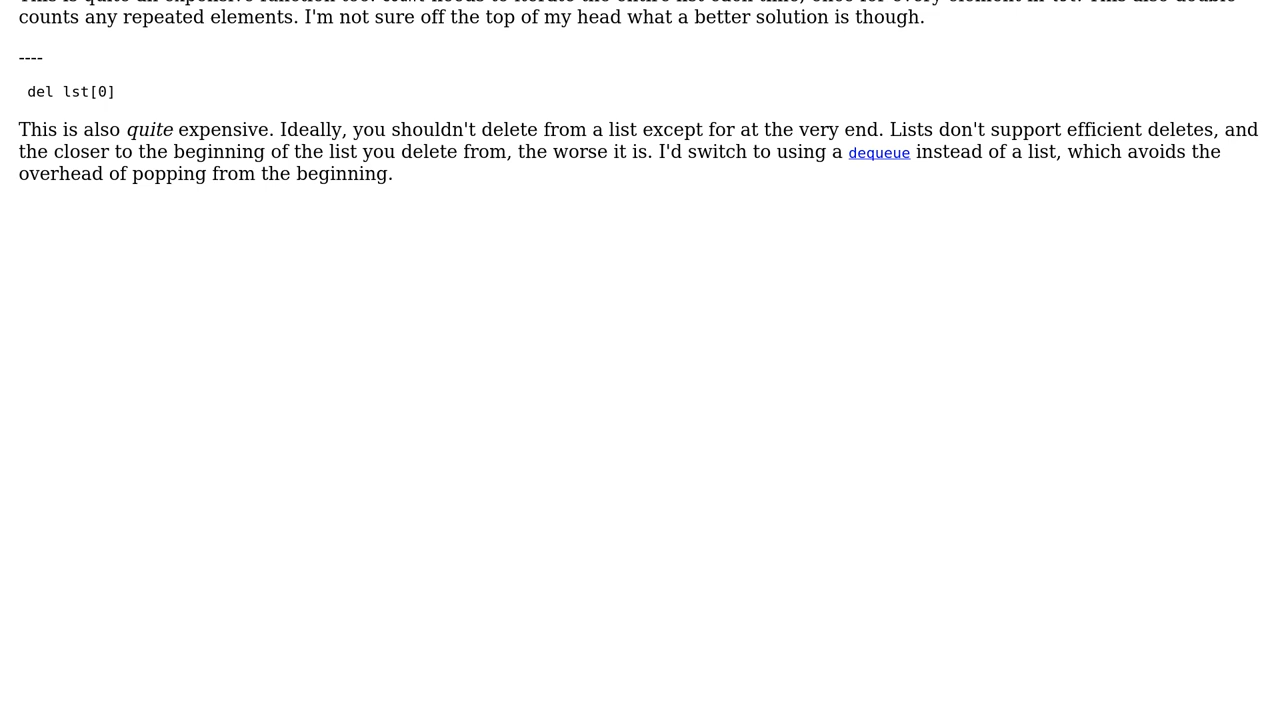 counts any repeated elements. I'm not sure off the top of my head what a better solution is though.
----
del lst[0]
This is also quite expensive. Ideally, you shouldn't delete from a list except for at the very end. Lists don't support efficient deletes, and
the closer to the beginning of the list you delete from, the worse it is. I'd switch to using a dequeue instead of a list, which avoids the
overhead of popping from the beginning.